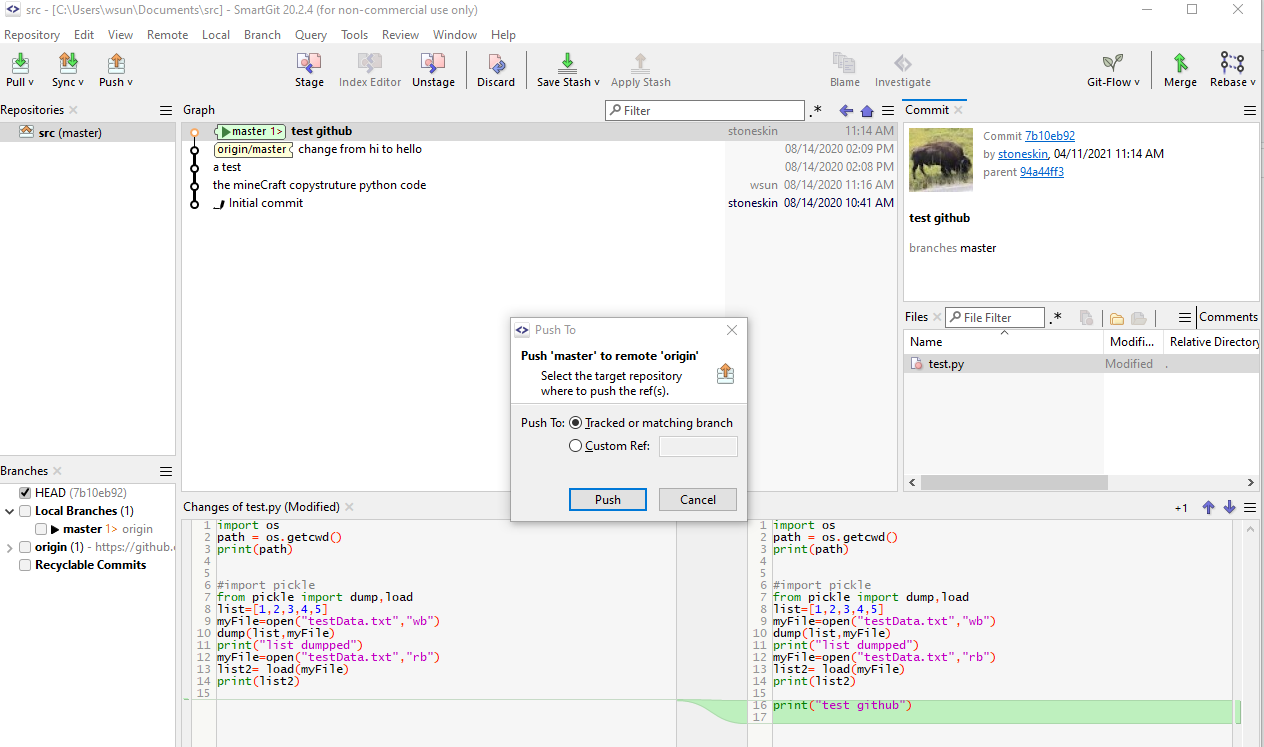 src - [C:\Users\wsun\Documents\src] - SmartGit 20.2.4 (for non-commercial use only)
Repository Edit View Remote Local Branch Query Tools Review Window Help
Pull Sync Push Stage Index Editor Unstage Discard Save Stash Apply Stash Blame Investigate Git-Flow Merge Rebase
Repositories
src (master)
Graph
Filter
.*
master 1> test github stoneskin 11:14 AM
origin/master change from hi to hello 08/14/2020 02:09 PM
a test 08/14/2020 02:08 PM
the mineCraft copystruture python code wsun 08/14/2020 11:16 AM
Initial commit stoneskin 08/14/2020 10:41 AM
Commit
Commit 7b10eb92
by stoneskin, 04/11/2021 11:14 AM
parent 94a44ff3
test github
branches master
Files
File Filter
.*
Comments
Name Modifi... Relative Directory
test.py Modified .
Push To
Push 'master' to remote 'origin'
Select the target repository
where to push the ref(s).
Push To: Tracked or matching branch
Custom Ref:
Push Cancel
Branches
HEAD (7b10eb92)
Local Branches (1)
master 1> origin
origin (1) - https://github.c
Recyclable Commits
Changes of test.py (Modified)
+1
1 import os
2 path = os.getcwd()
3 print(path)
4
5
6 #import pickle
7 from pickle import dump,load
8 list=[1,2,3,4,5]
9 myFile=open("testData.txt","wb")
10 dump(list,myFile)
11 print("list dumpped")
12 myFile=open("testData.txt","rb")
13 list2= load(myFile)
14 print(list2)
15
1 import os
2 path = os.getcwd()
3 print(path)
4
5
6 #import pickle
7 from pickle import dump,load
8 list=[1,2,3,4,5]
9 myFile=open("testData.txt","wb")
10 dump(list,myFile)
11 print("list dumpped")
12 myFile=open("testData.txt","rb")
13 list2= load(myFile)
14 print(list2)
15
16 print("test github")
17